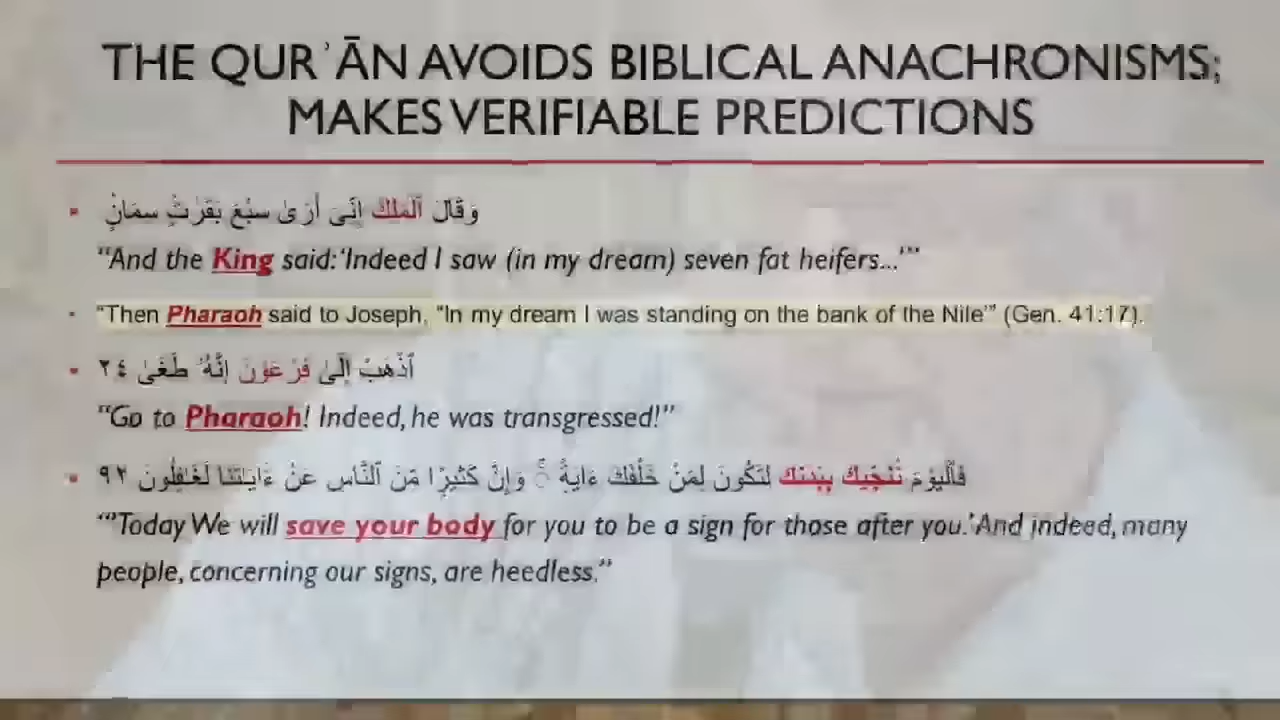 THE QURʾĀN AVOIDS BIBLICAL ANACHRONISMS;
MAKES VERIFIABLE PREDICTIONS
وَقَالَ ٱلْمَلِكُ إِنِّىٓ أَرَىٰ سَبْعَ بَقَرَٰتٍۢ سِمَانٍۢ
“And the King said: ‘Indeed I saw (in my dream) seven fat heifers...’”
“Then Pharaoh said to Joseph, “In my dream I was standing on the bank of the Nile’” (Gen. 41:17).
ٱذْهَبْ إِلَىٰ فِرْعَوْنَ إِنَّهُۥ طَغَىٰ ٢٤
“Go to Pharaoh! Indeed, he was transgressed!”
فَٱلْيَوْمَ نُنَجِّيكَ بِبَدَنِكَ لِتَكُونَ لِمَنْ خَلْفَكَ ءَايَةًۭ ۚ وَإِنَّ كَثِيرًۭا مِّنَ ٱلنَّاسِ عَنْ ءَايَـٰتِنَا لَغَـٰفِلُونَ ٩٢
“‘Today We will save your body for you to be a sign for those after you.’ And indeed, many
people, concerning our signs, are heedless.”